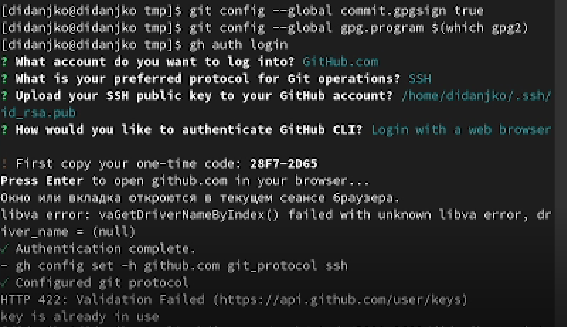 [didanjko@didanjko tmp]$ git config --global commit.gpgsign true
[didanjko@didanjko tmp]$ git config --global gpg.program $(which gpg2)
[didanjko@didanjko tmp]$ gh auth login
? What account do you want to log into? GitHub.com
? What is your preferred protocol for Git operations? SSH
? Upload your SSH public key to your GitHub account? /home/didanjko/.ssh/
id_rsa.pub
? How would you like to authenticate GitHub CLI? Login with a web browser
! First copy your one-time code: 28F7-2D65
Press Enter to open github.com in your browser...
Окно или вкладка откроются в текущем сеансе браузера.
libva error: vaGetDriverNameByIndex() failed with unknown libva error, dr
iver_name = (null)
✓ Authentication complete.
- gh config set -h github.com git_protocol ssh
✓ Configured git protocol
HTTP 422: Validation Failed (https://api.github.com/user/keys)
key is already in use